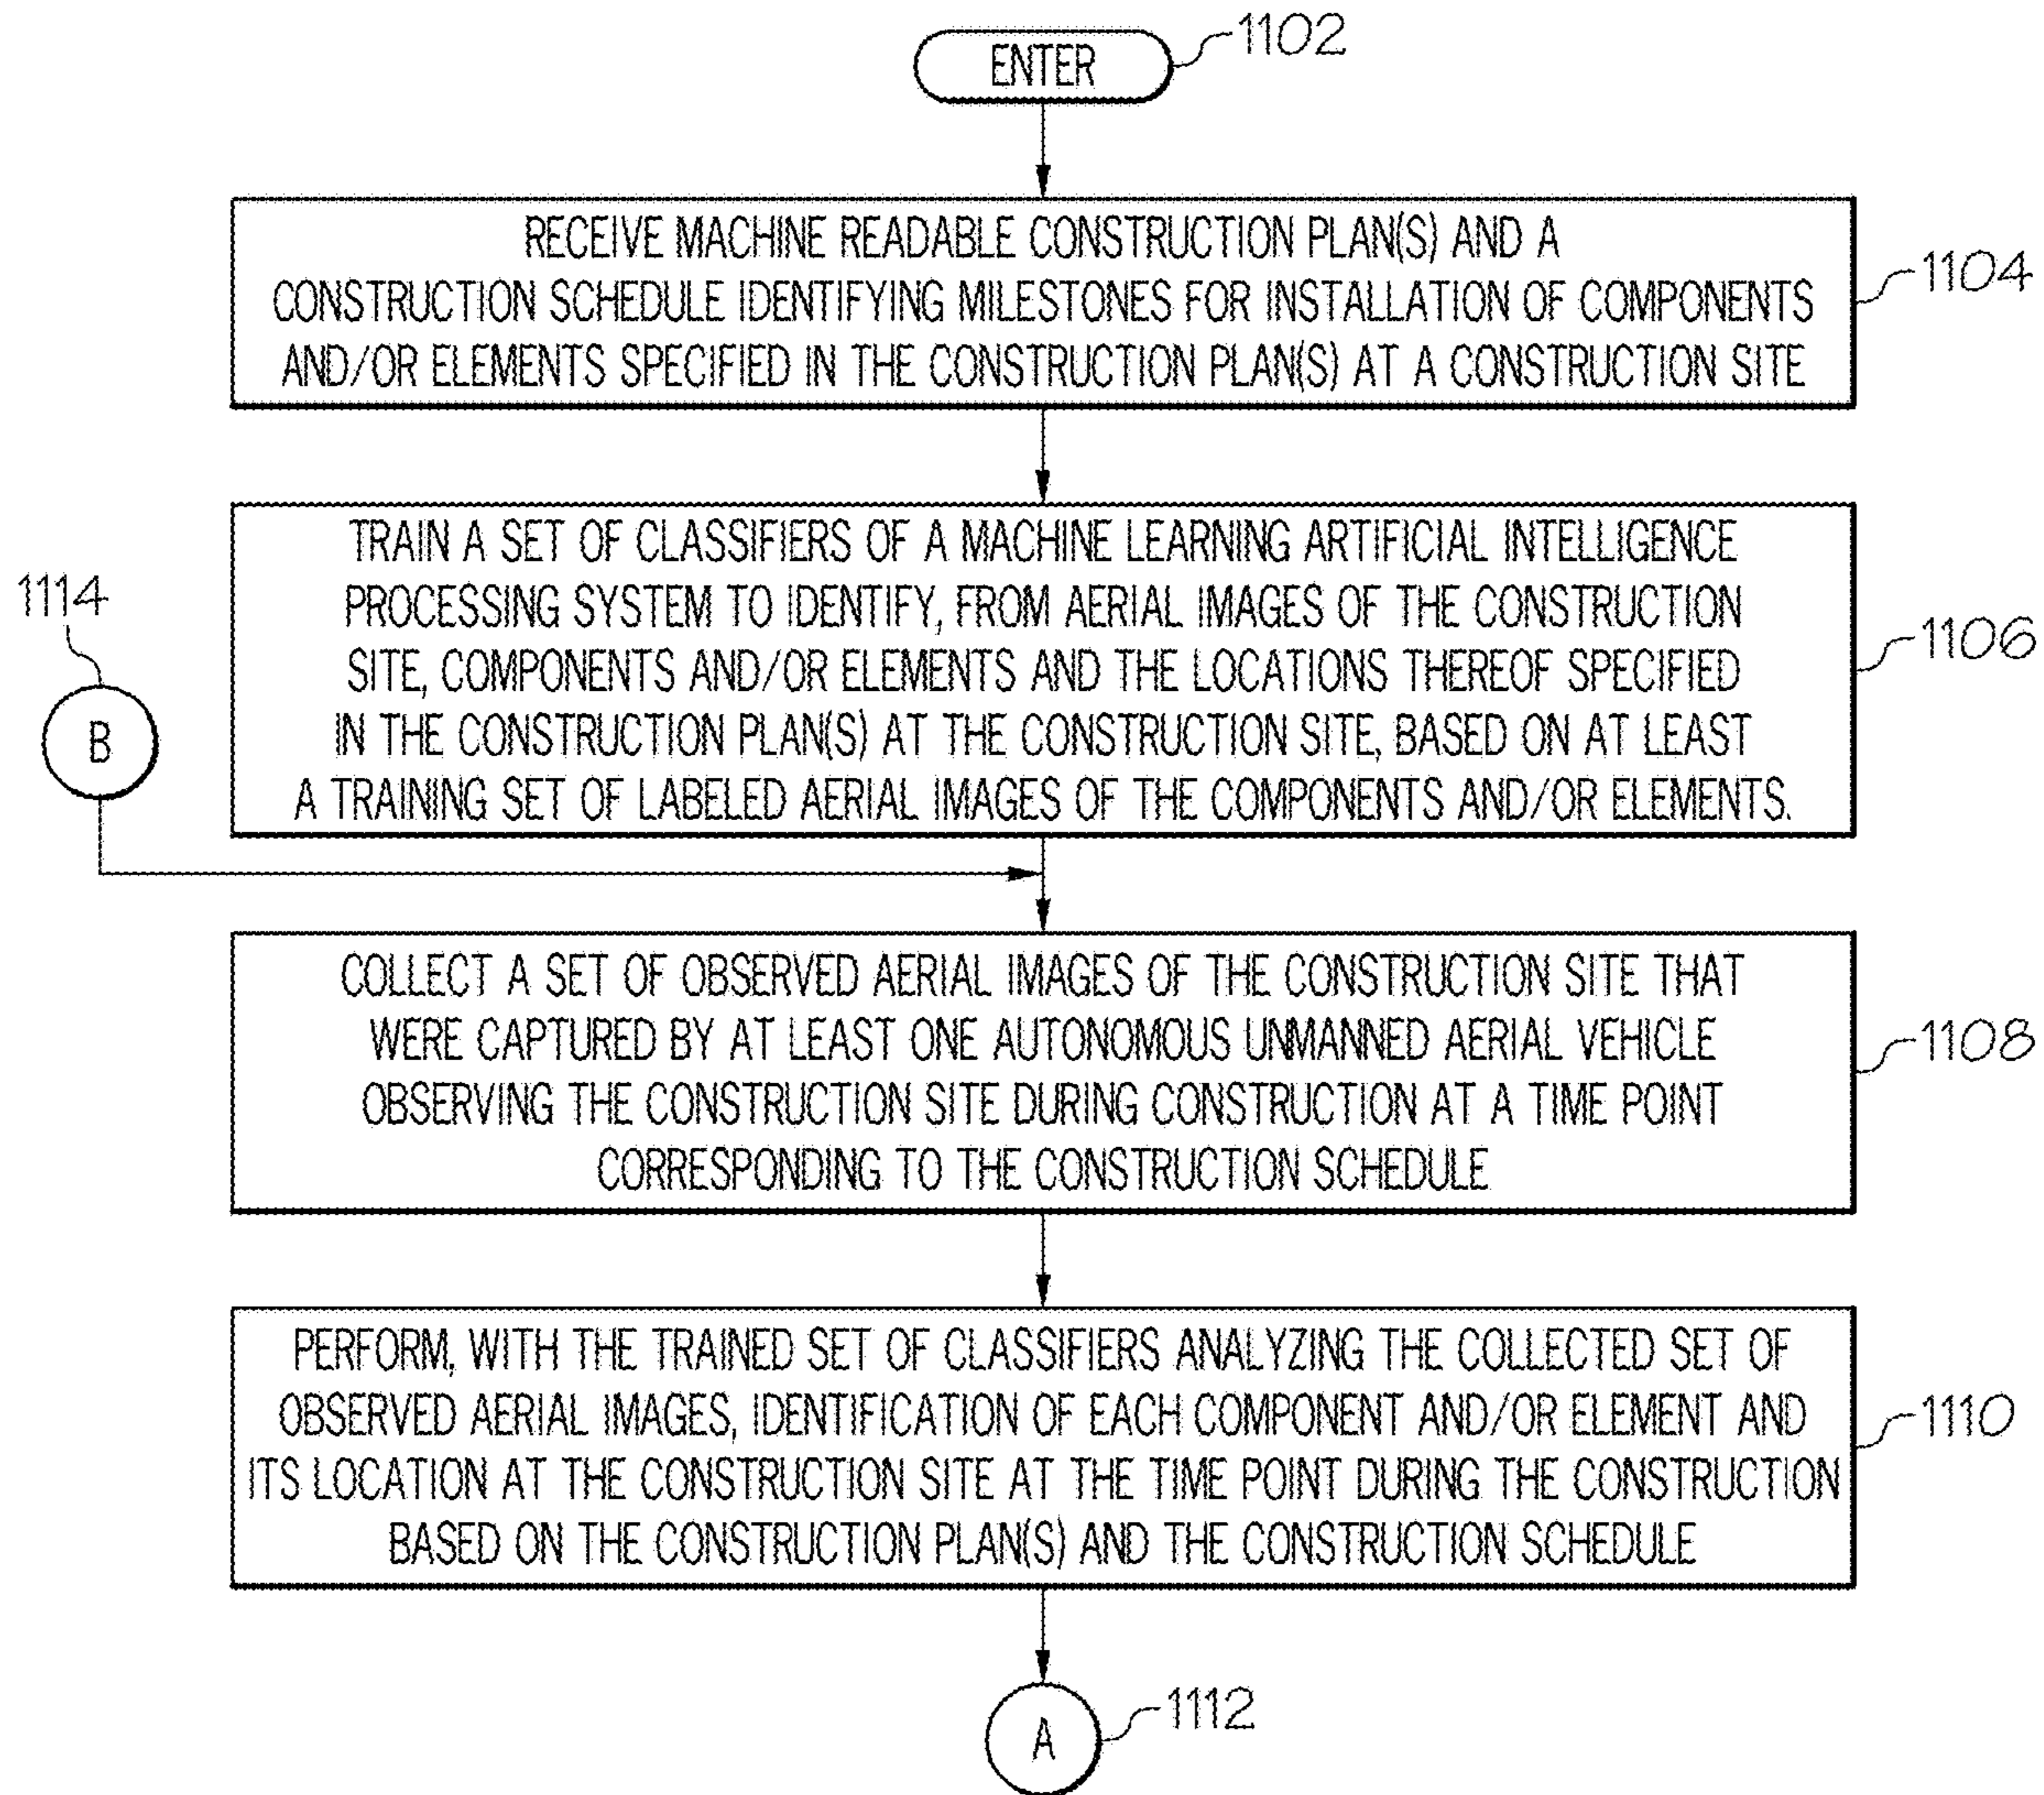 ENTER
1102
RECEIVE MACHINE READABLE CONSTRUCTION PLAN(S) AND A
CONSTRUCTION SCHEDULE IDENTIFYING MILESTONES FOR INSTALLATION OF COMPONENTS
AND/OR ELEMENTS SPECIFIED IN THE CONSTRUCTION PLAN(S) AT A CONSTRUCTION SITE
1104
TRAIN A SET OF CLASSIFIERS OF A MACHINE LEARNING ARTIFICIAL INTELLIGENCE
PROCESSING SYSTEM TO IDENTIFY, FROM AERIAL IMAGES OF THE CONSTRUCTION
SITE, COMPONENTS AND/OR ELEMENTS AND THE LOCATIONS THEREOF SPECIFIED
IN THE CONSTRUCTION PLAN(S) AT THE CONSTRUCTION SITE, BASED ON AT LEAST
A TRAINING SET OF LABELED AERIAL IMAGES OF THE COMPONENTS AND/OR ELEMENTS.
1106
1114
B
COLLECT A SET OF OBSERVED AERIAL IMAGES OF THE CONSTRUCTION SITE THAT
WERE CAPTURED BY AT LEAST ONE AUTONOMOUS UNMANNED AERIAL VEHICLE
OBSERVING THE CONSTRUCTION SITE DURING CONSTRUCTION AT A TIME POINT
CORRESPONDING TO THE CONSTRUCTION SCHEDULE
1108
PERFORM, WITH THE TRAINED SET OF CLASSIFIERS ANALYZING THE COLLECTED SET OF
OBSERVED AERIAL IMAGES, IDENTIFICATION OF EACH COMPONENT AND/OR ELEMENT AND
ITS LOCATION AT THE CONSTRUCTION SITE AT THE TIME POINT DURING THE CONSTRUCTION
BASED ON THE CONSTRUCTION PLAN(S) AND THE CONSTRUCTION SCHEDULE
1110
A
1112